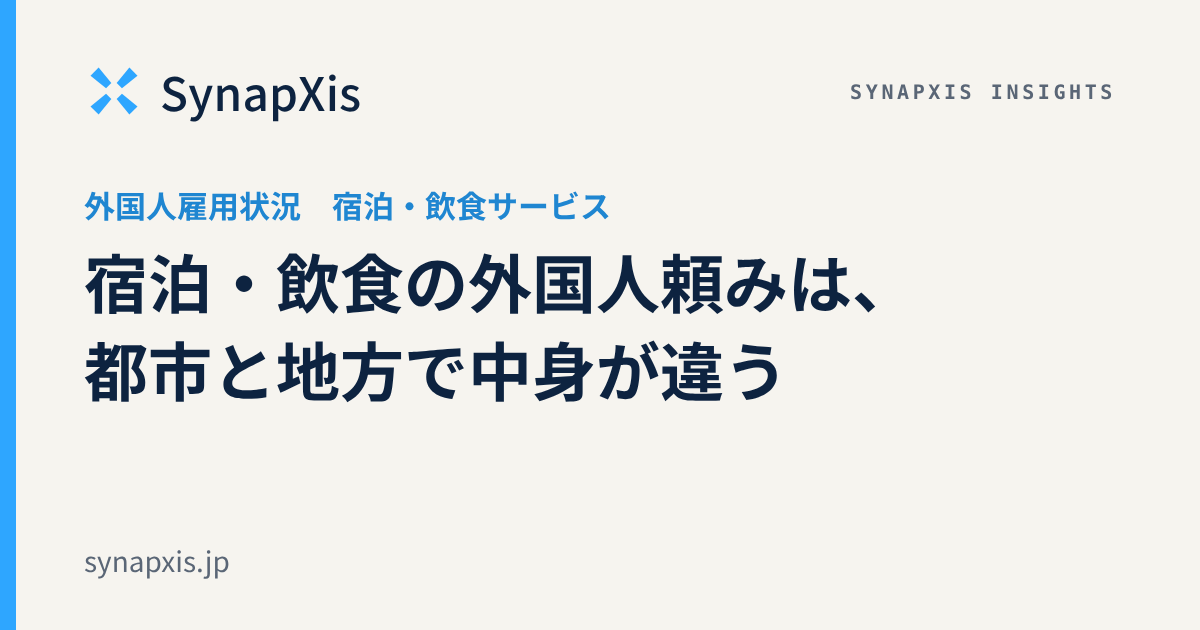 SynapXis
SYNAPXIS INSIGHTS
外国人雇用状況　宿泊・飲食サービス
宿泊・飲食の外国人頼みは、
都市と地方で中身が違う
synapxis.jp